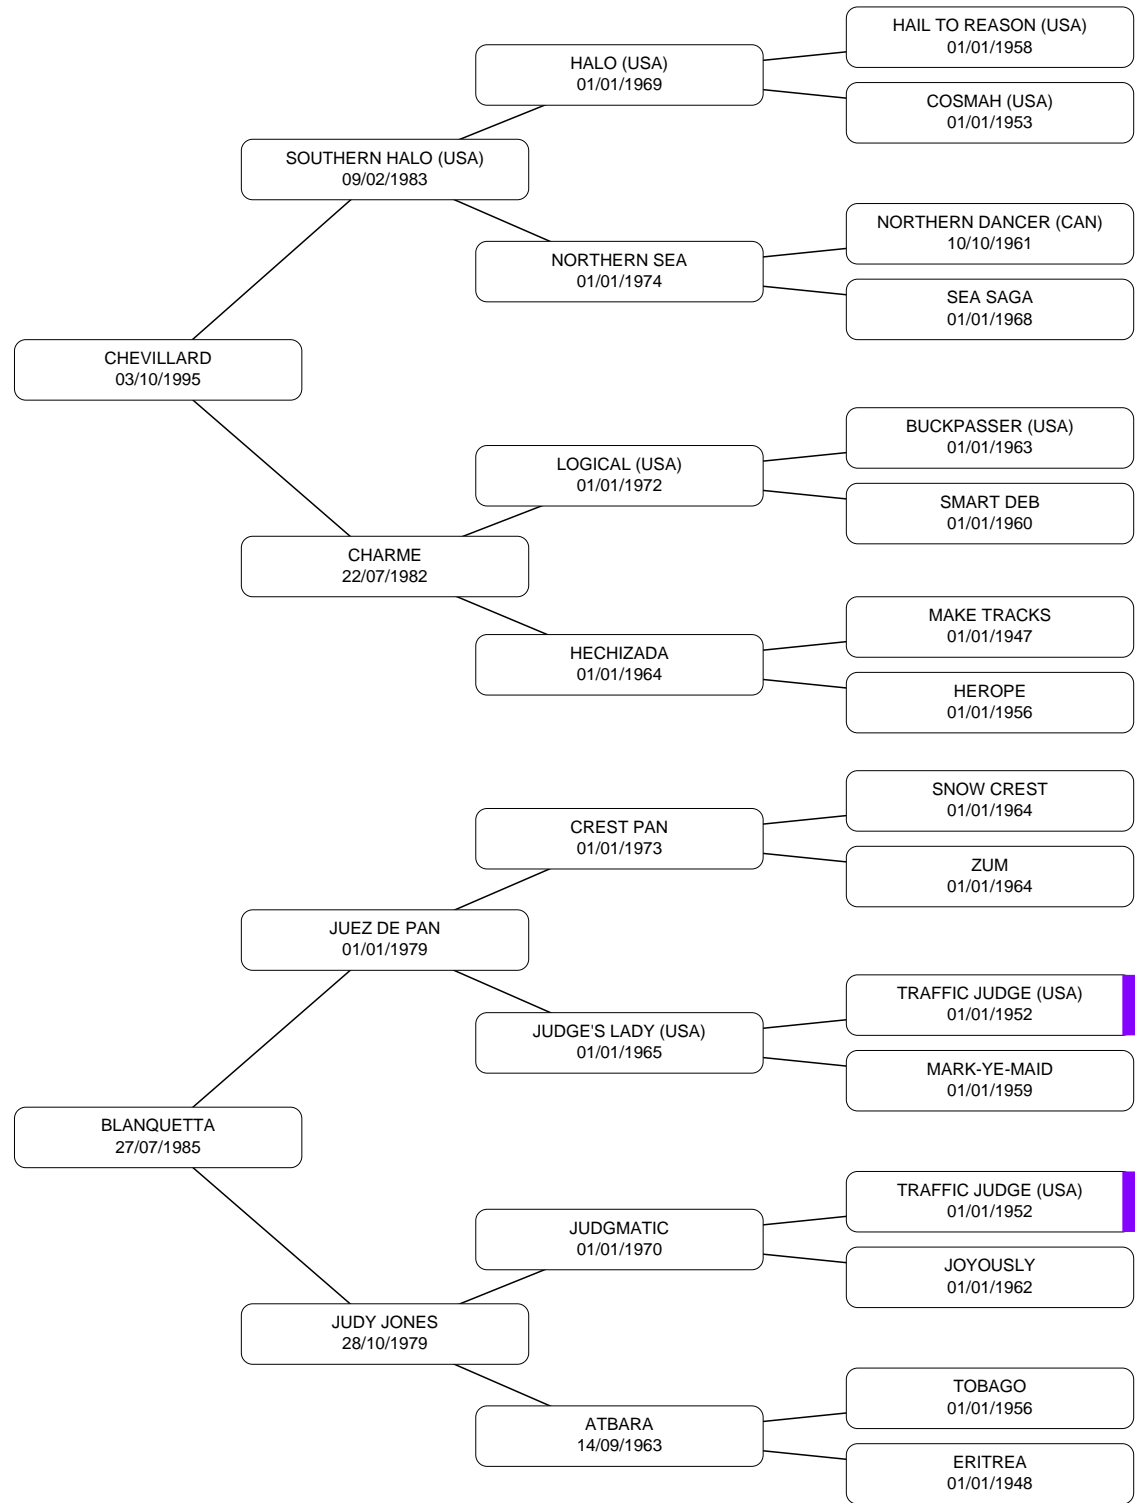 HAIL TO REASON (USA)
01/01/1958
HALO (USA)
01/01/1969
COSMAH (USA)
01/01/1953
SOUTHERN HALO (USA)
09/02/1983
NORTHERN DANCER (CAN)
10/10/1961
NORTHERN SEA
01/01/1974
SEA SAGA
01/01/1968
CHEVILLARD
03/10/1995
BUCKPASSER (USA)
01/01/1963
LOGICAL (USA)
01/01/1972
SMART DEB
01/01/1960
CHARME
22/07/1982
MAKE TRACKS
01/01/1947
HECHIZADA
01/01/1964
HEROPE
01/01/1956
SNOW CREST
01/01/1964
CREST PAN
01/01/1973
ZUM
01/01/1964
JUEZ DE PAN
01/01/1979
TRAFFIC JUDGE (USA)
01/01/1952
JUDGE'S LADY (USA)
01/01/1965
MARK-YE-MAID
01/01/1959
BLANQUETTA
27/07/1985
TRAFFIC JUDGE (USA)
01/01/1952
JUDGMATIC
01/01/1970
JOYOUSLY
01/01/1962
JUDY JONES
28/10/1979
TOBAGO
01/01/1956
ATBARA
14/09/1963
ERITREA
01/01/1948